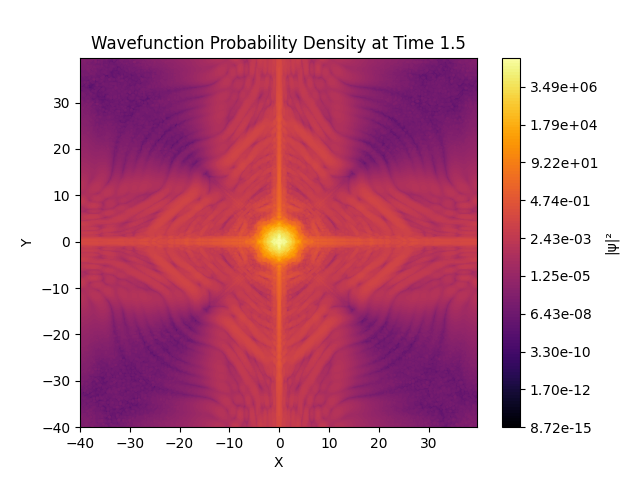 Wavefunction Probability Density at Time 1.5
Y
30
20
10
0
−10
−20
−30
−40
−40
−30
−20
−10
0
10
20
30
X
3.49e+06
1.79e+04
9.22e+01
4.74e-01
2.43e-03
1.25e-05
6.43e-08
3.30e-10
1.70e-12
8.72e-15
|ψ|²